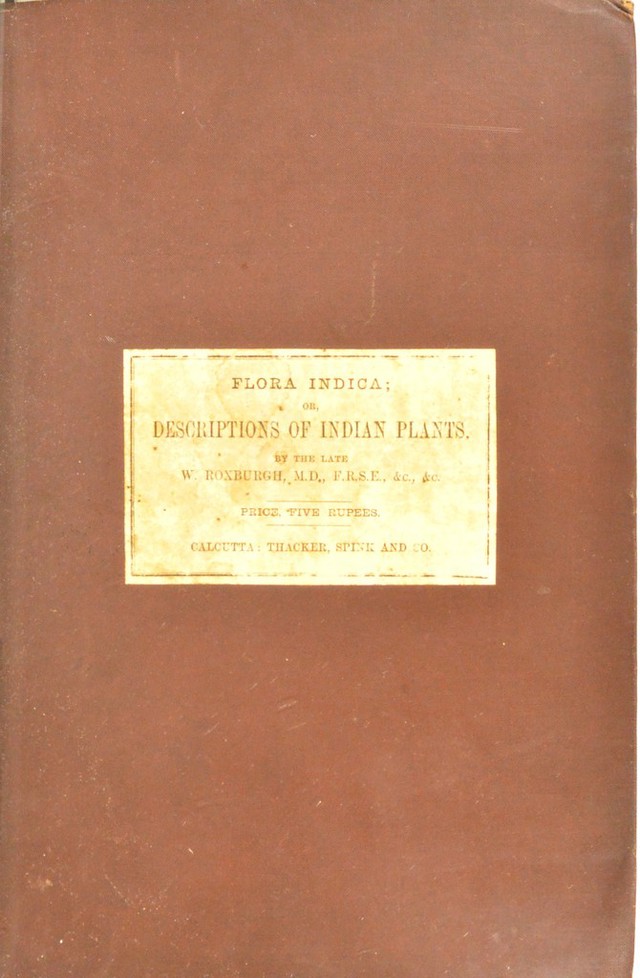 FLORA INDICA;
OR,
DESCRIPTIONS OF INDIAN PLANTS.
BY THE LATE
W. ROXBURGH, M.D., F.R.S.E., &c., &c.
PRICE, FIVE RUPEES.
CALCUTTA: THACKER, SPINK AND CO.